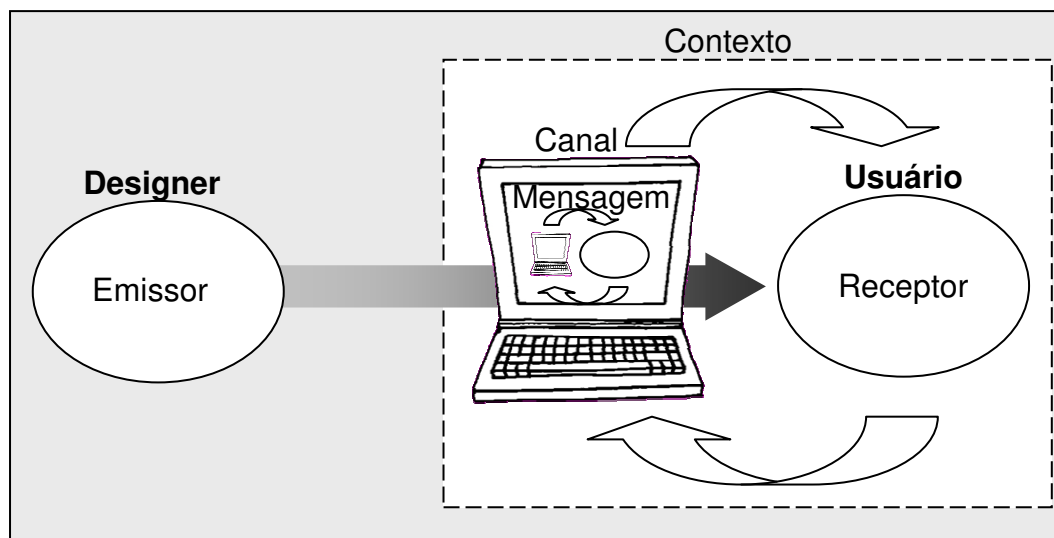 Contexto
Canal
Designer
Mensagem
Usuário
Emissor
Receptor